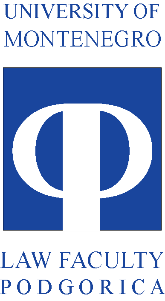 UNIVERSITY OF
MONTENEGRO
LAW FACULTY
PODGORICA